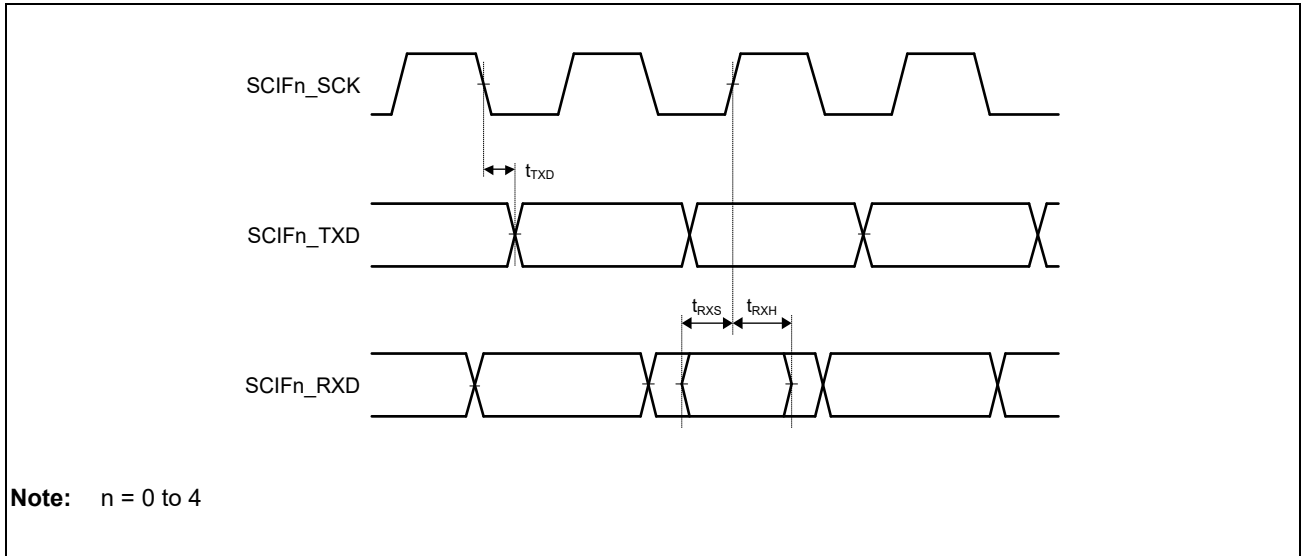 SCIFn_SCK
tTXD
SCIFn_TXD
tRXS tRXH
SCIFn_RXD
Note: n = 0 to 4